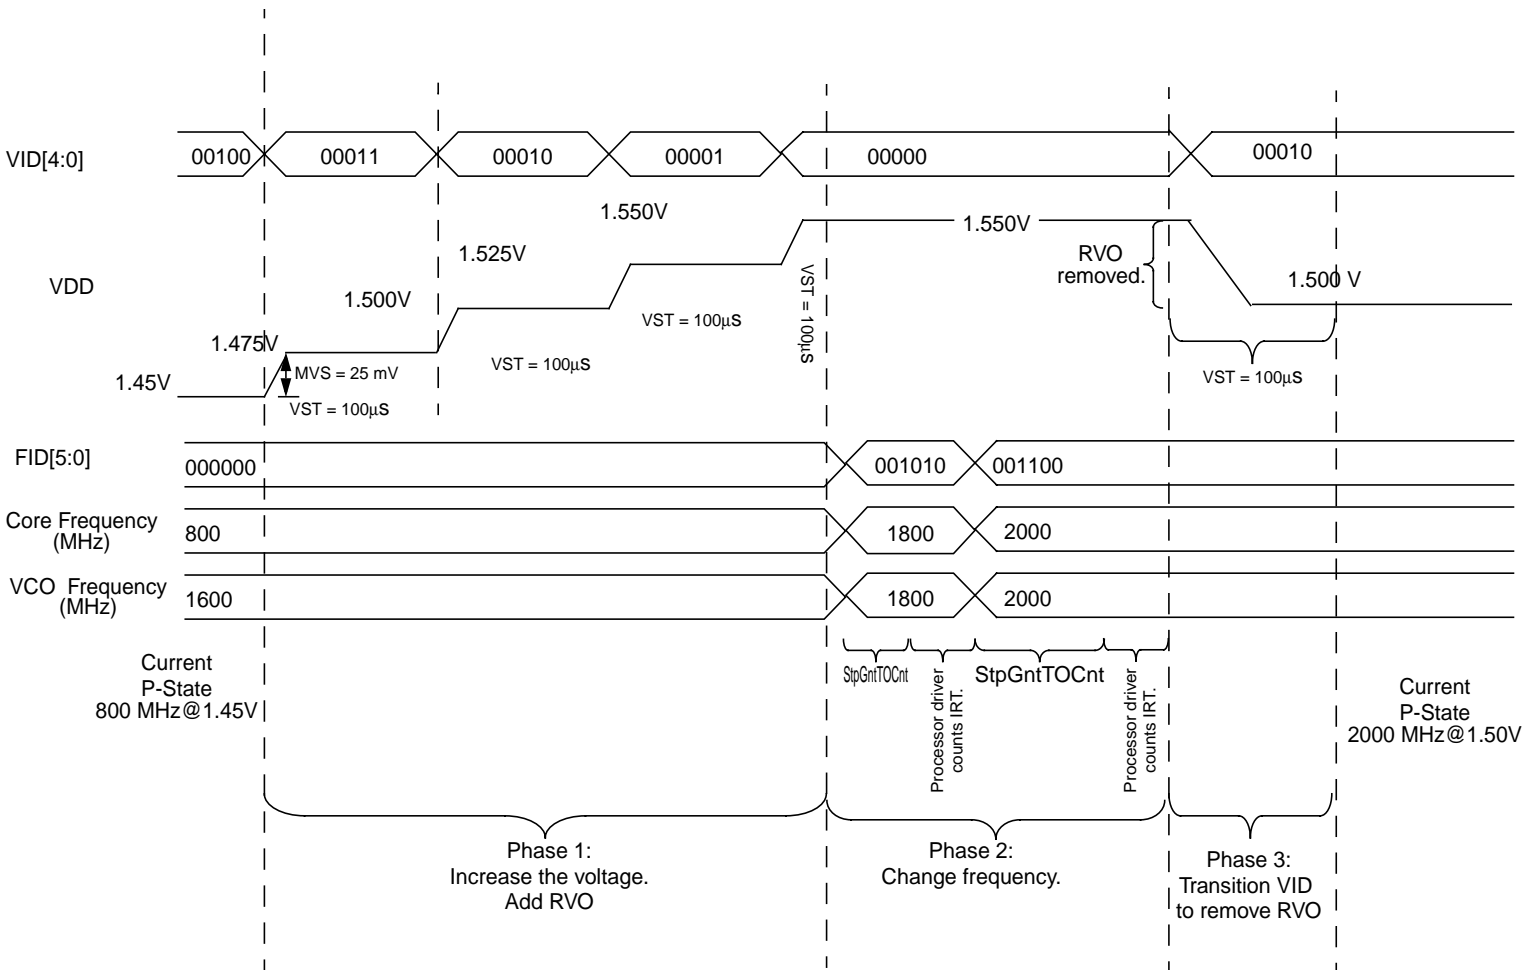 VID[4:0]
00100
00011
00010
00001
00000
00010
VDD
1.45V
1.475V
1.500V
1.525V
1.550V
1.550V
RVO
removed.
1.500 V
MVS = 25 mV
VST = 100µs
VST = 100µs
VST = 100µs
VST = 100µs
VST = 100µs
FID[5:0]
000000
001010
001100
Core Frequency
(MHz)
800
1800
2000
VCO Frequency
(MHz)
1600
1800
2000
StpGntTOCnt
Processor driver
counts IRT.
StpGntTOCnt
Processor driver
counts IRT.
Current
P-State
800 MHz@1.45V
Current
P-State
2000 MHz@1.50V
Phase 1:
Increase the voltage.
Add RVO
Phase 2:
Change frequency.
Phase 3:
Transition VID
to remove RVO